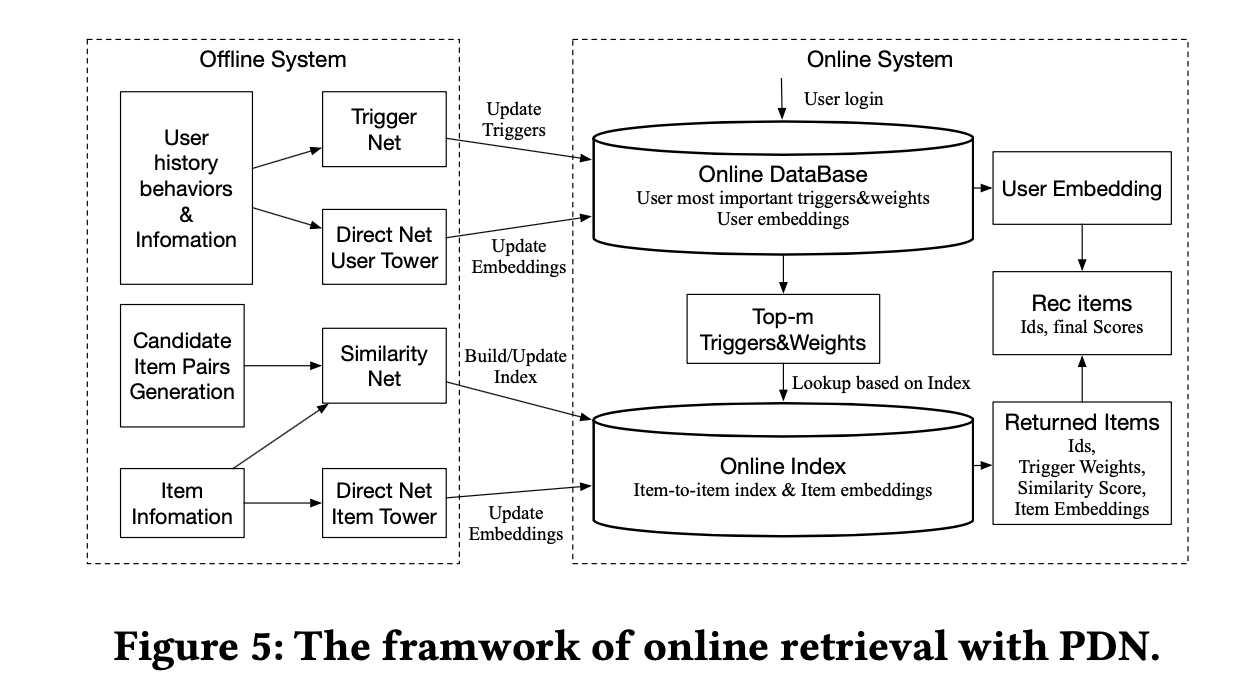 Offline System
User
history
behaviors
&
Infomation
Trigger
Net
Direct Net
User Tower
Candidate
Item Pairs
Generation
Similarity
Net
Item
Infomation
Direct Net
Item Tower
Update
Triggers
Update
Embeddings
Build/Update
Index
Update
Embeddings
Online System
User login
Online DataBase
User most important triggers&weights
User embeddings
Top-m
Triggers&Weights
Lookup based on Index
Online Index
Item-to-item index & Item embeddings
User Embedding
Rec items
Ids, final Scores
Returned Items
Ids,
Trigger Weights,
Similarity Score,
Item Embeddings
Figure 5: The framwork of online retrieval with PDN.